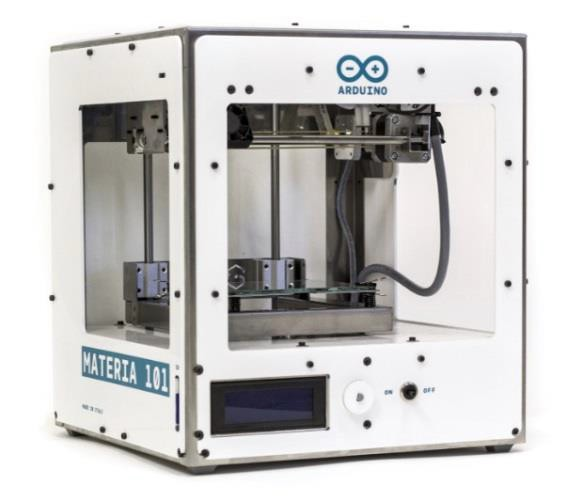 ARDUINO
MATERIA 101
MADE IN ITALY
ON OFF